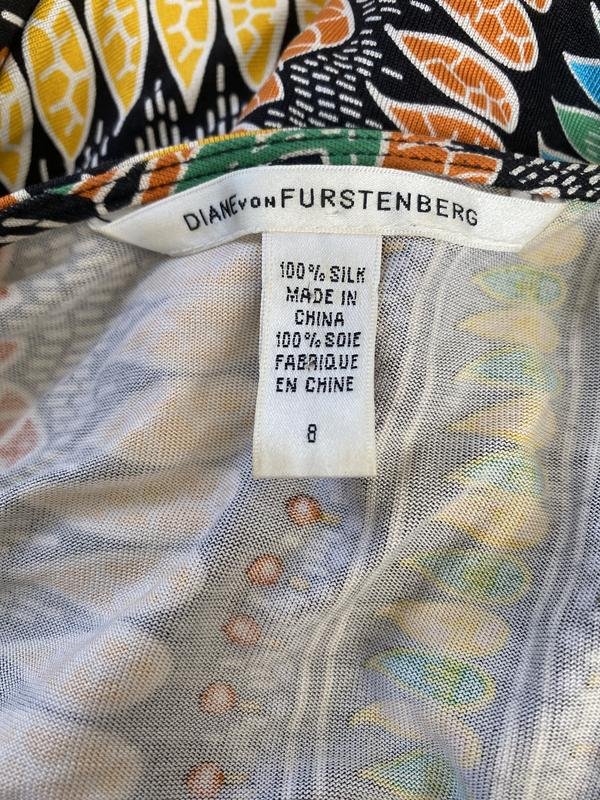 DIANE VON FURSTENBERG
100% SILK
MADE IN
CHINA
100% SOIE
FABRIQUE
EN CHINE
8